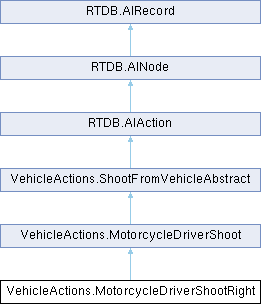 RTDB.AIRecord
RTDB.AINode
RTDB.AIAction
VehicleActions.ShootFromVehicleAbstract
VehicleActions.MotorcycleDriverShoot
VehicleActions.MotorcycleDriverShootRight